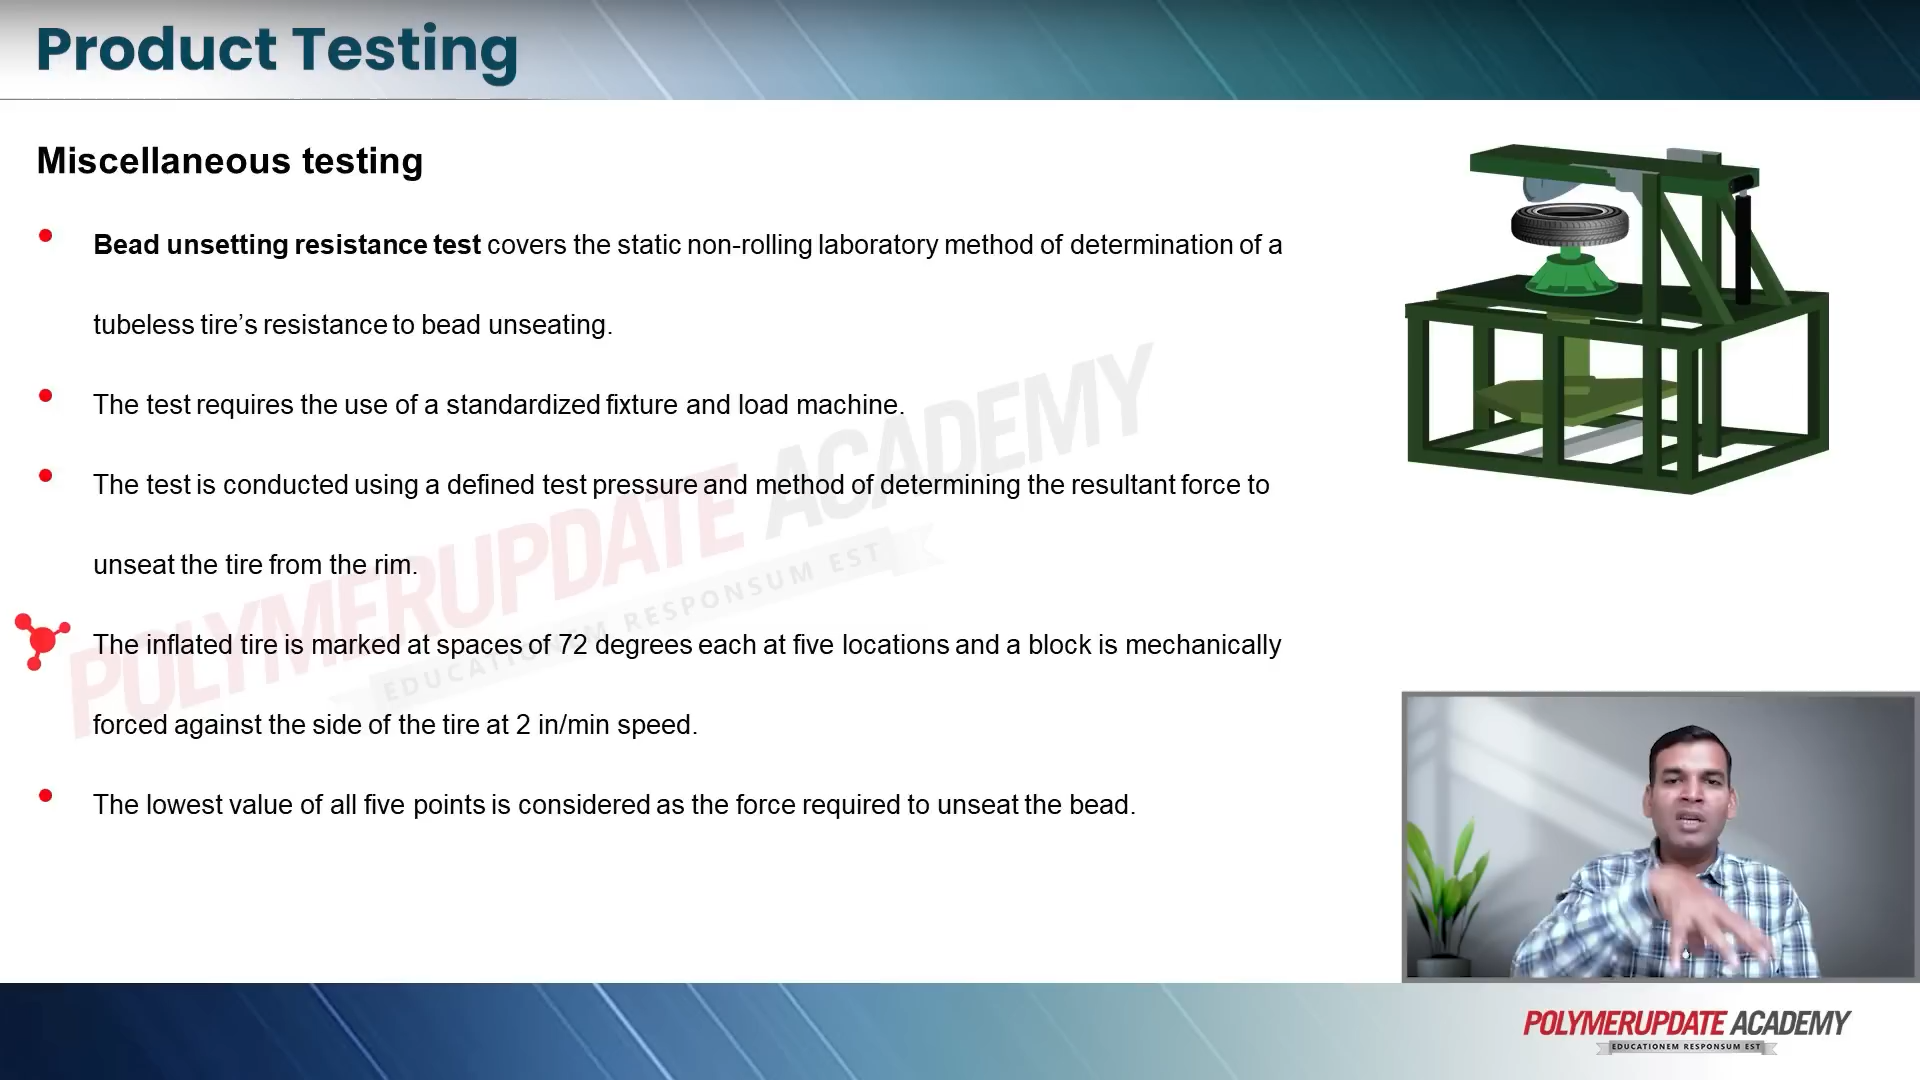 Product Testing
Miscellaneous testing
Bead unsetting resistance test covers the static non-rolling laboratory method of determination of a
tubeless tire’s resistance to bead unseating.
The test requires the use of a standardized fixture and load machine.
The test is conducted using a defined test pressure and method of determining the resultant force to
unseat the tire from the rim.
The inflated tire is marked at spaces of 72 degrees each at five locations and a block is mechanically
forced against the side of the tire at 2 in/min speed.
The lowest value of all five points is considered as the force required to unseat the bead.
POLYMERUPDATE ACADEMY
EDUCATIONEM RESPONSUM EST
POLYMERUPDATE ACADEMY
EDUCATIONEM RESPONSUM EST